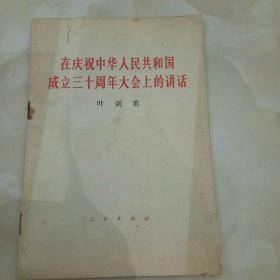 在庆祝中华人民共和国
成立三十周年大会上的讲话
叶剑英
人民出版社